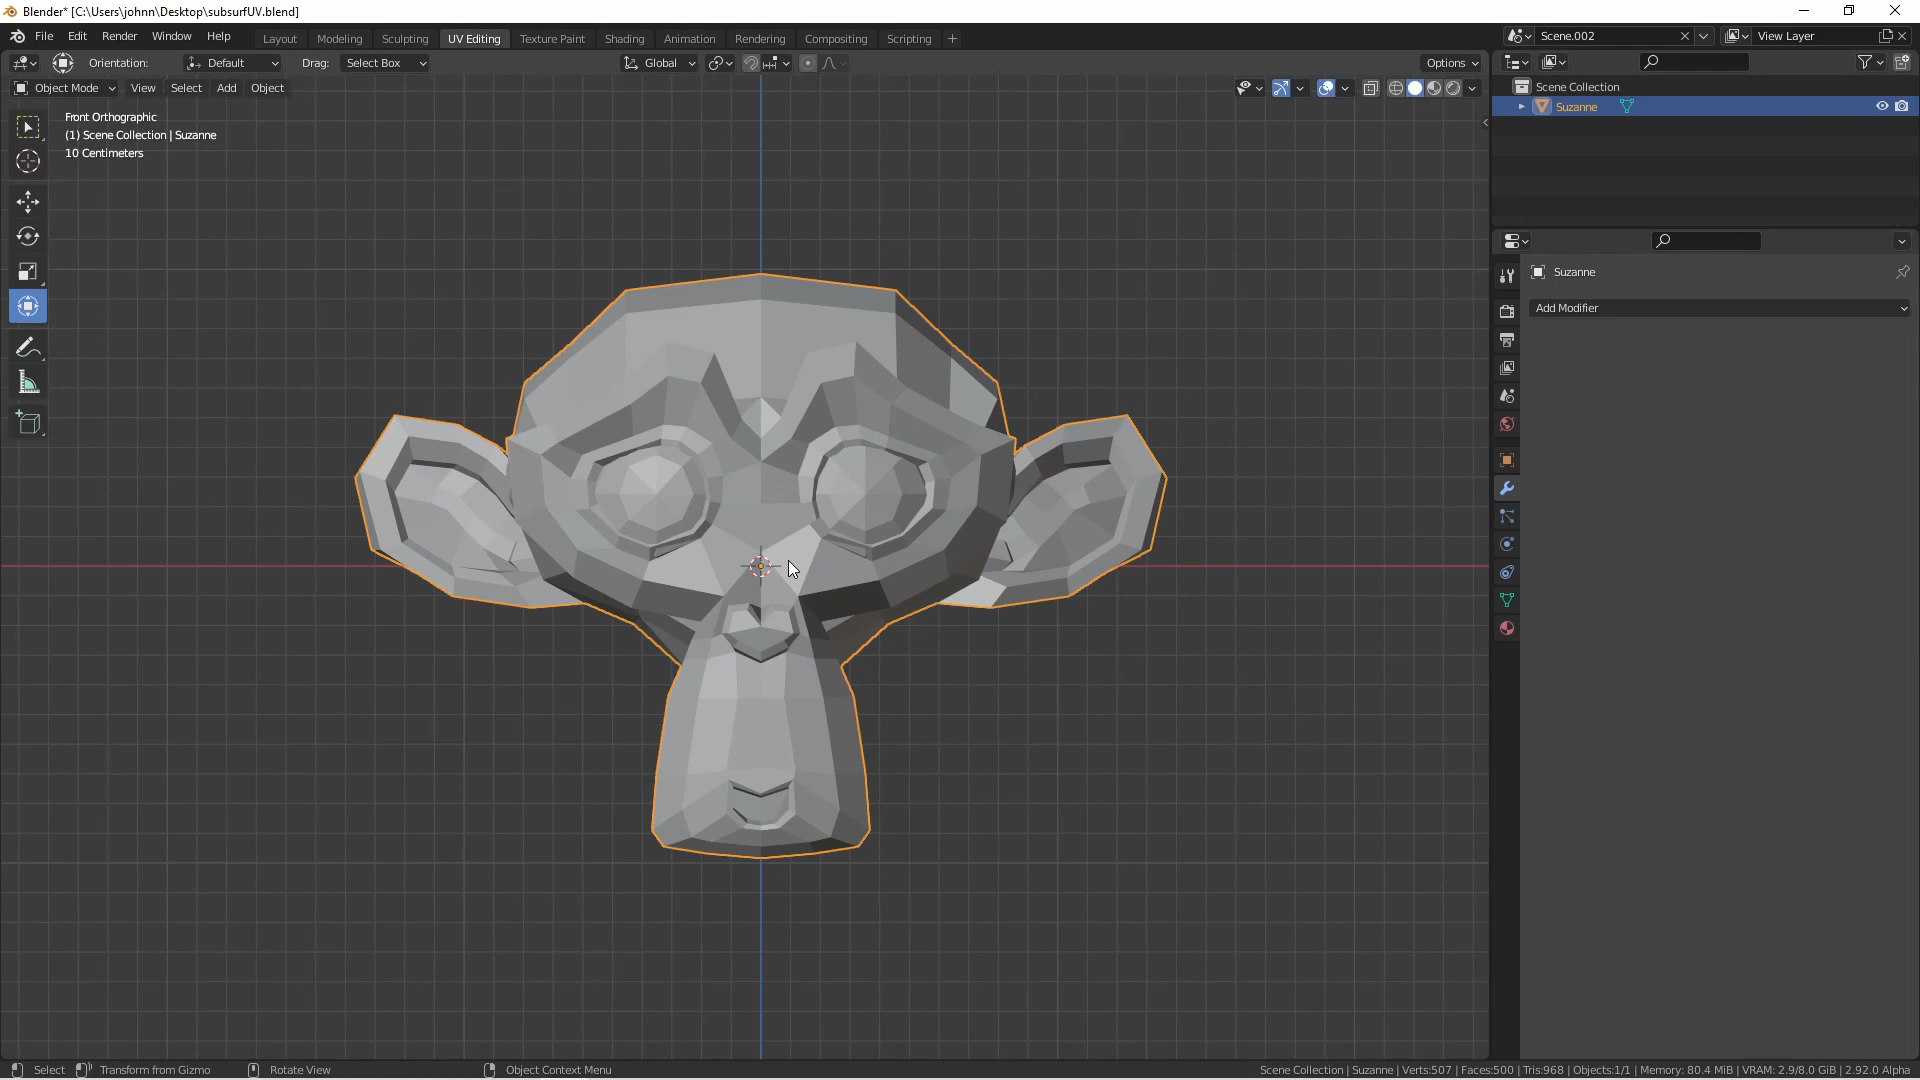 Blender* [C:\Users\johnn\Desktop\subsurfUV.blend]
File Edit Render Window Help Layout Modeling Sculpting UV Editing Texture Paint Shading Animation Rendering Compositing Scripting + Scene.002 View Layer
Orientation: Default Drag: Select Box Global Options
Object Mode View Select Add Object
Scene Collection
Suzanne
Front Orthographic
(1) Scene Collection | Suzanne
10 Centimeters
Suzanne
Add Modifier
Select Transform from Gizmo Rotate View Object Context Menu Scene Collection | Suzanne | Verts:507 | Faces:500 | Tris:968 | Objects:1/1 | Memory: 80.4 MiB | VRAM: 2.9/8.0 GiB | 2.92.0 Alpha